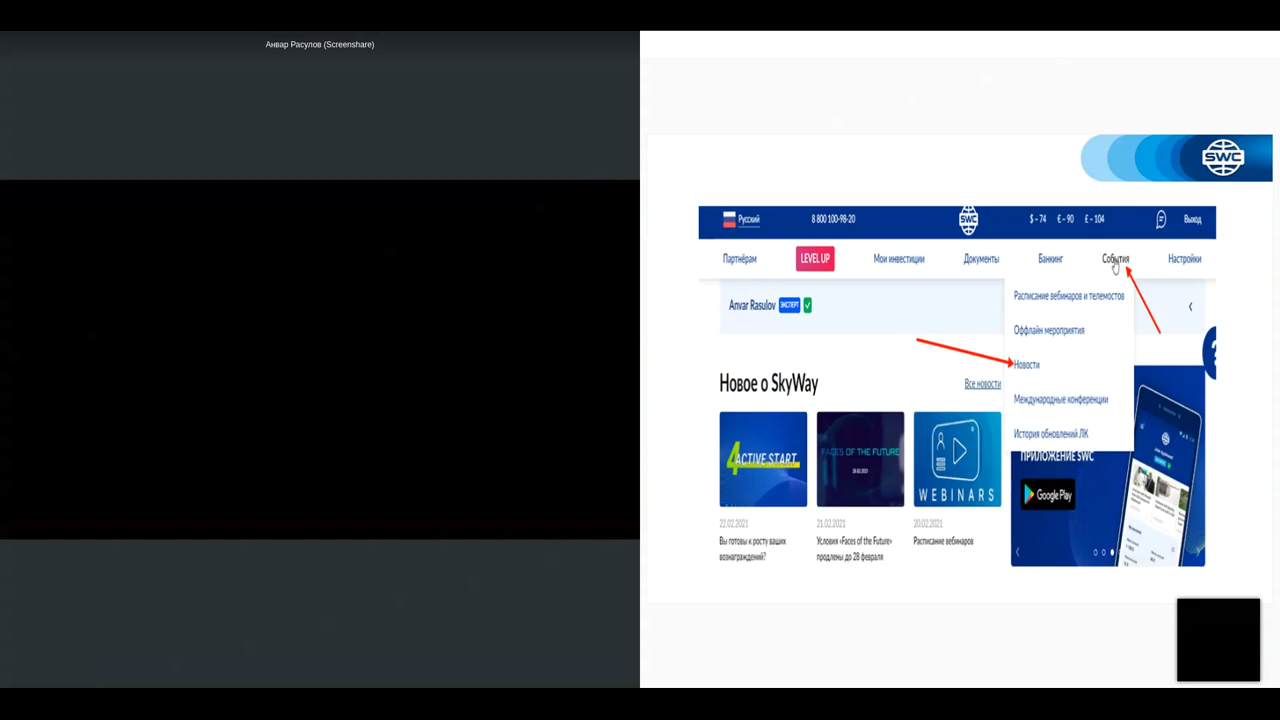 Анвар Расулов (Screenshare)
SWC
Русский 8 800 100-98-20 SWC $ - 74 € - 90 £ - 104 Выход
Партнёрам LEVEL UP Мои инвестиции Документы Банкинг События Настройки
Anvar Rasulov ЭКСПЕРТ
Расписание вебинаров и телемостов
Оффлайн мероприятия
Новости
Международные конференции
История обновлений ЛК
Новое о SkyWay Все новости
4 ACTIVE START
FACES OF THE FUTURE
WEBINARS
ПРИЛОЖЕНИЕ SWC
Google Play
22.02.2021
Вы готовы к росту ваших
вознаграждений?
21.02.2021
Условия «Faces of the Future»
продлены до 28 февраля
20.02.2021
Расписание вебинаров